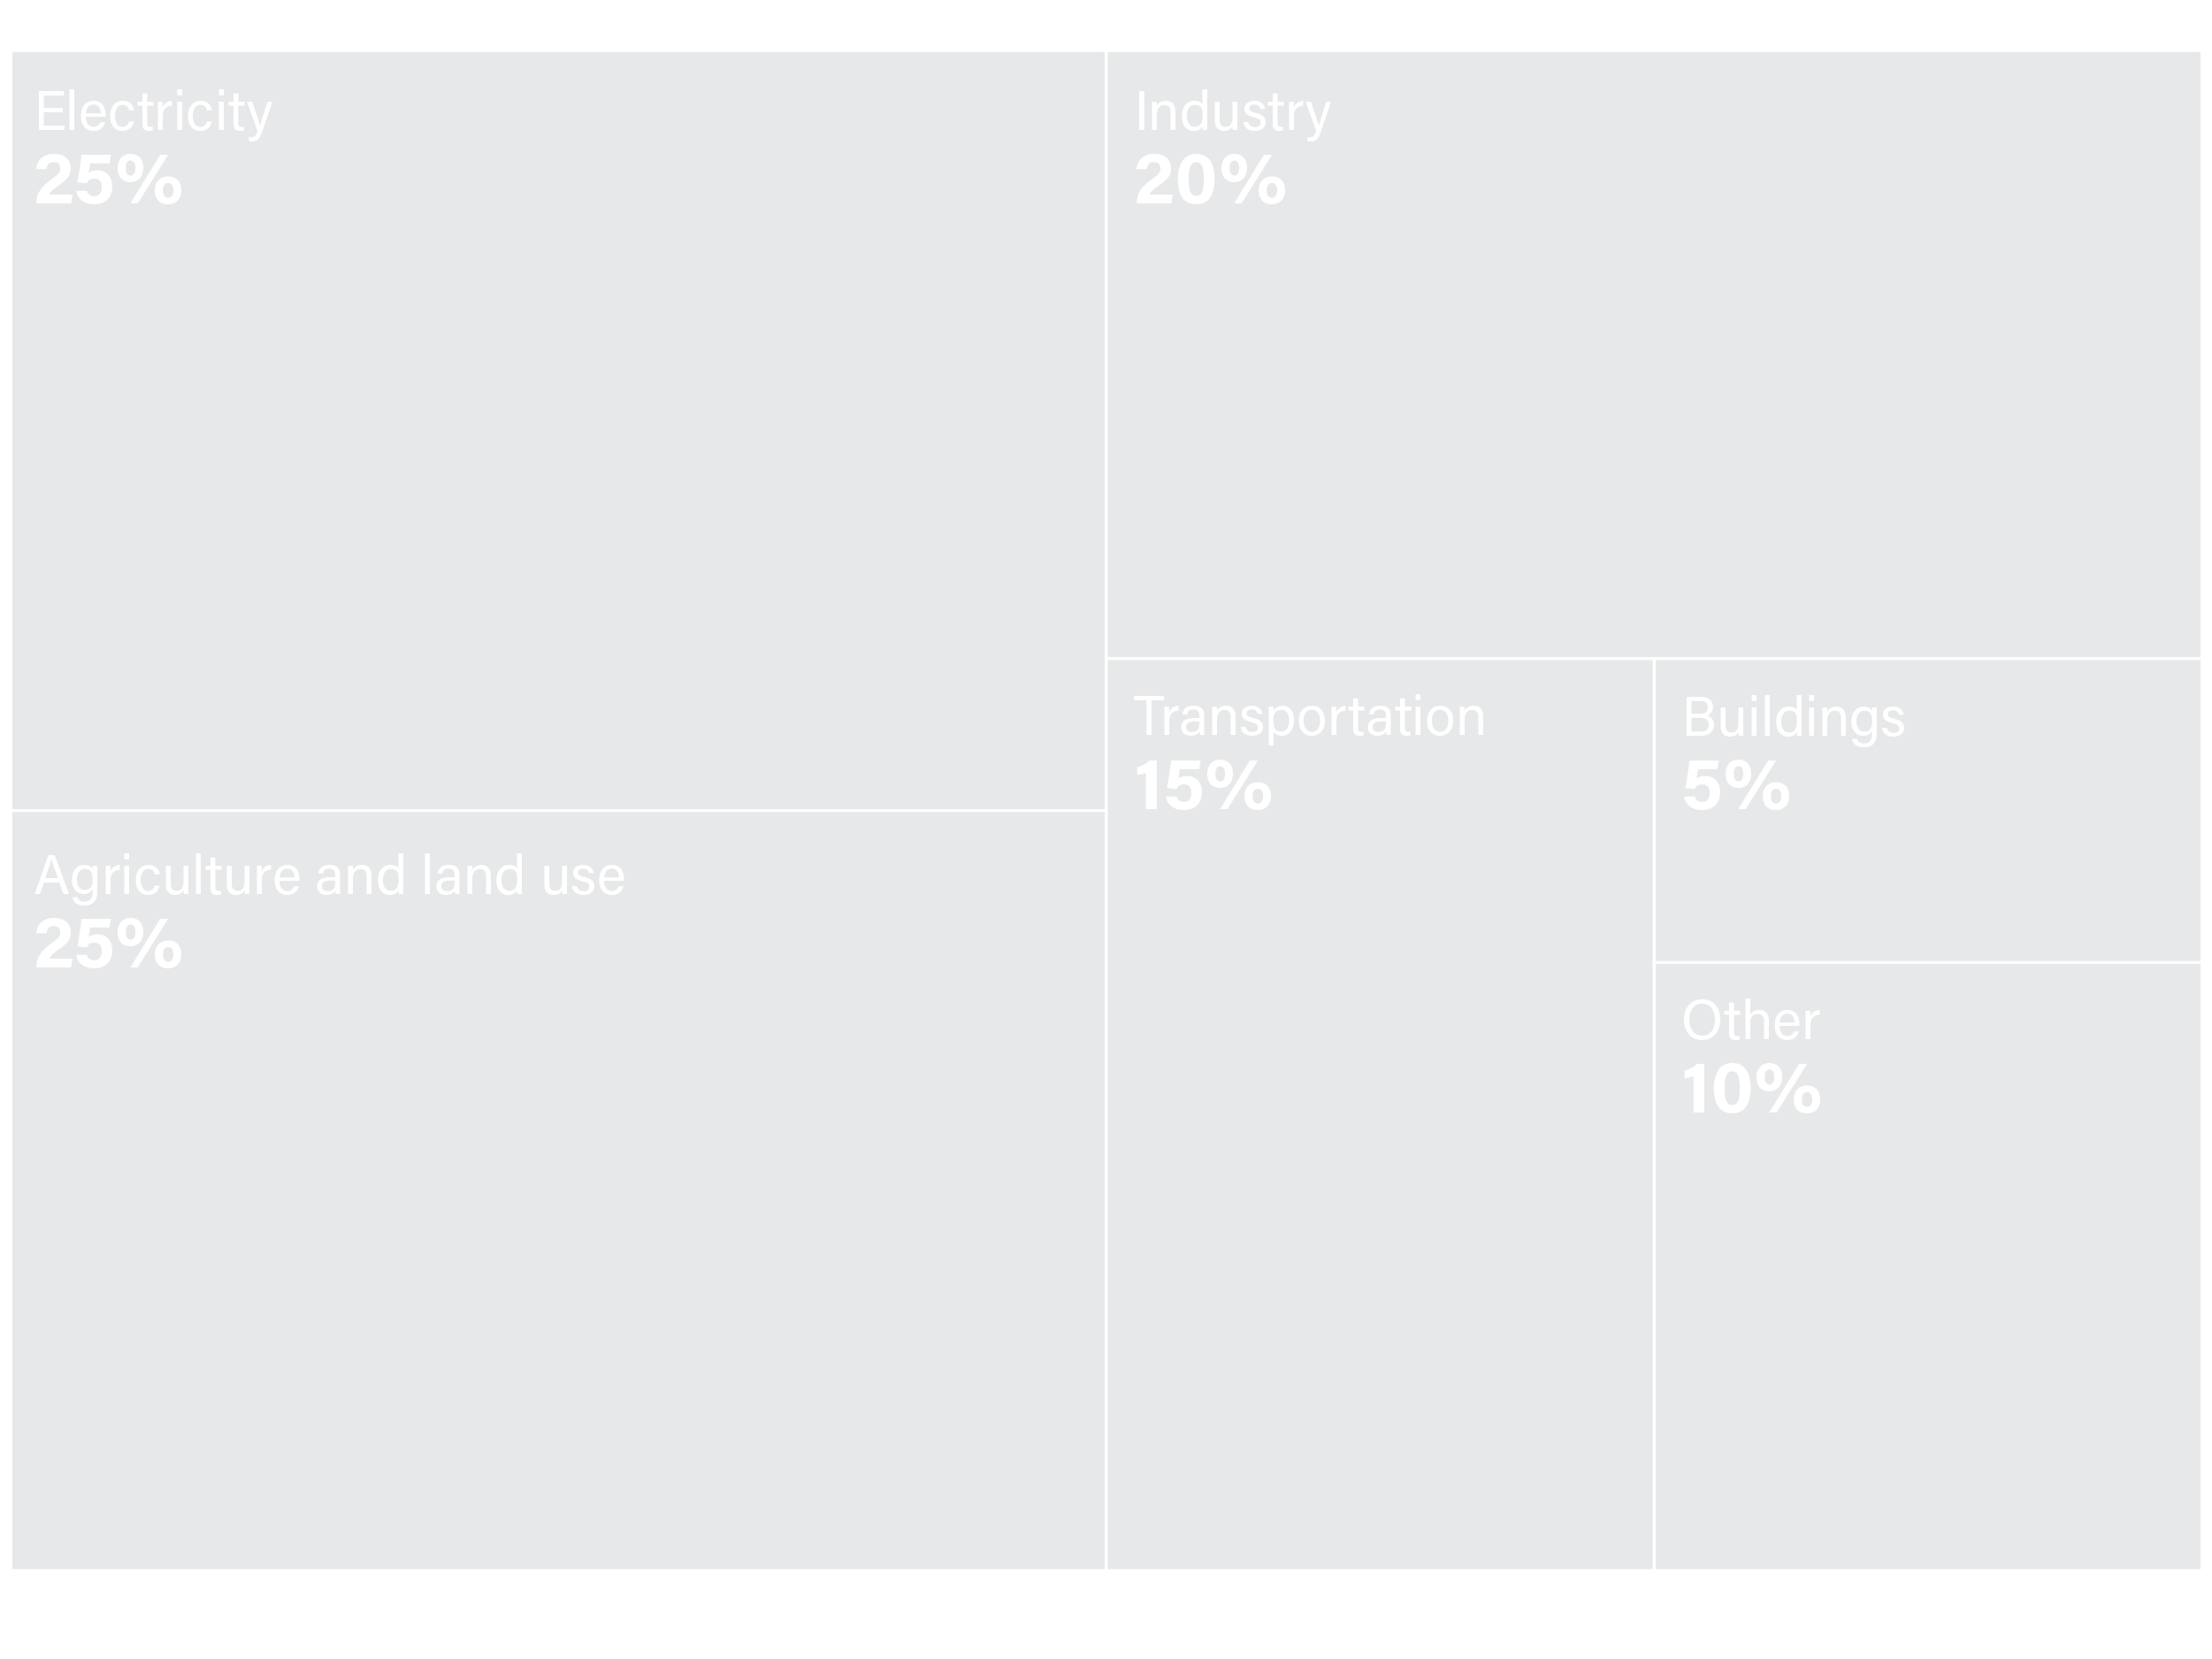 Electricity
25%
Industry
20%
Transportation
15%
Buildings
5%
Agriculture and land use
25%
Other
10%